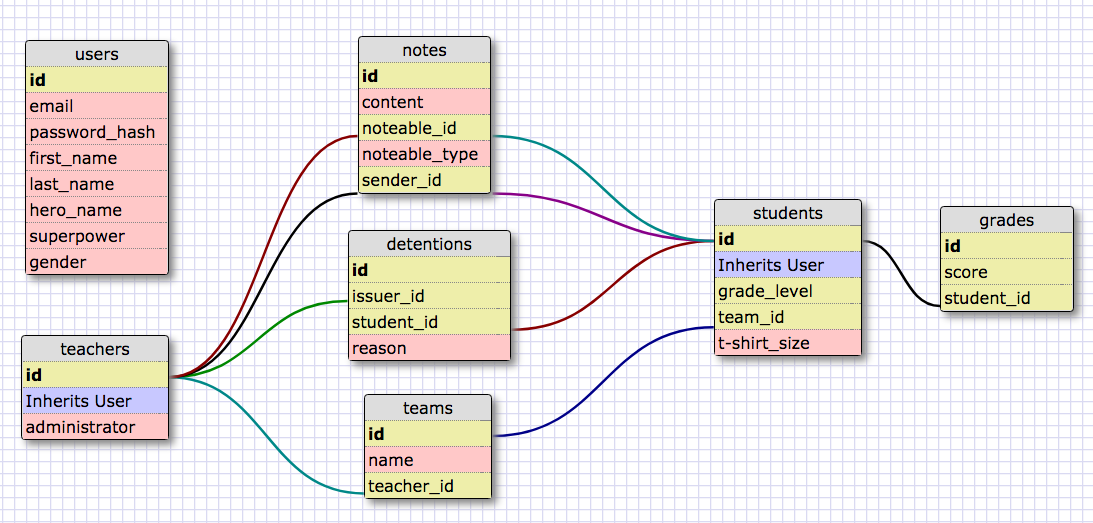 users
id
email
password_hash
first_name
last_name
hero_name
superpower
gender
teachers
id
Inherits User
administrator
notes
id
content
noteable_id
noteable_type
sender_id
detentions
id
issuer_id
student_id
reason
teams
id
name
teacher_id
students
id
Inherits User
grade_level
team_id
t-shirt_size
grades
id
score
student_id